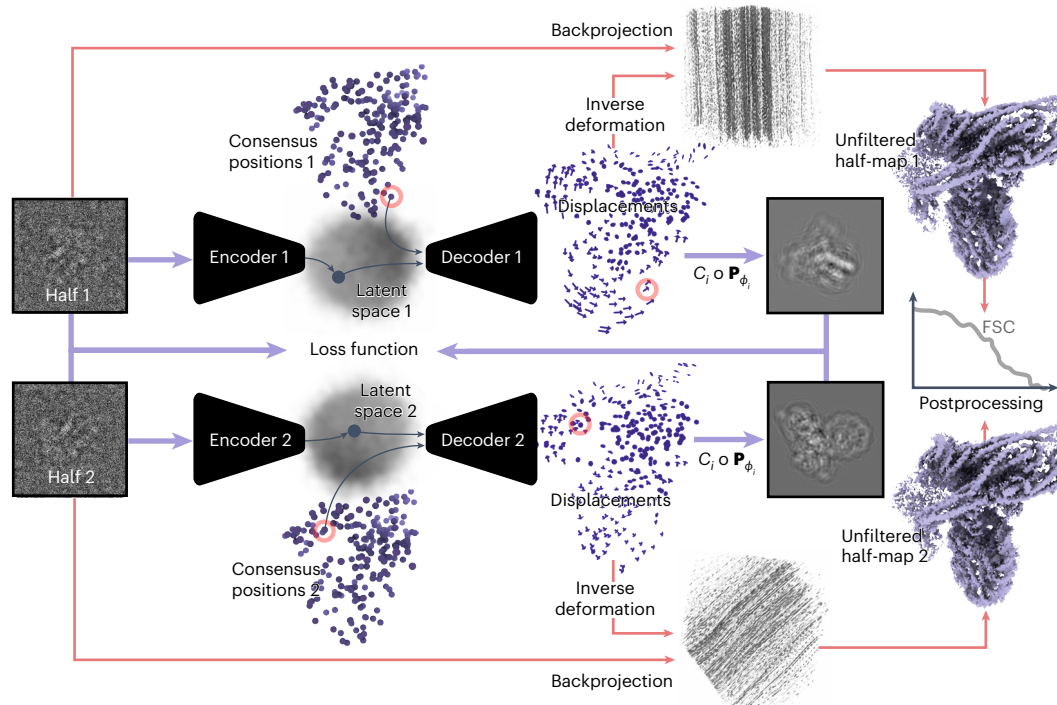 Backprojection
Inverse
deformation
Consensus
positions 1
Unfiltered
half-map 1
Displacements
Encoder 1
Decoder 1
Half 1
Latent
space 1
C_i o P_ϕ_i
FSC
Loss function
Postprocessing
Latent
space 2
Encoder 2
Decoder 2
Half 2
C_i o P_ϕ_i
Displacements
Unfiltered
half-map 2
Consensus
positions 2
Inverse
deformation
Backprojection